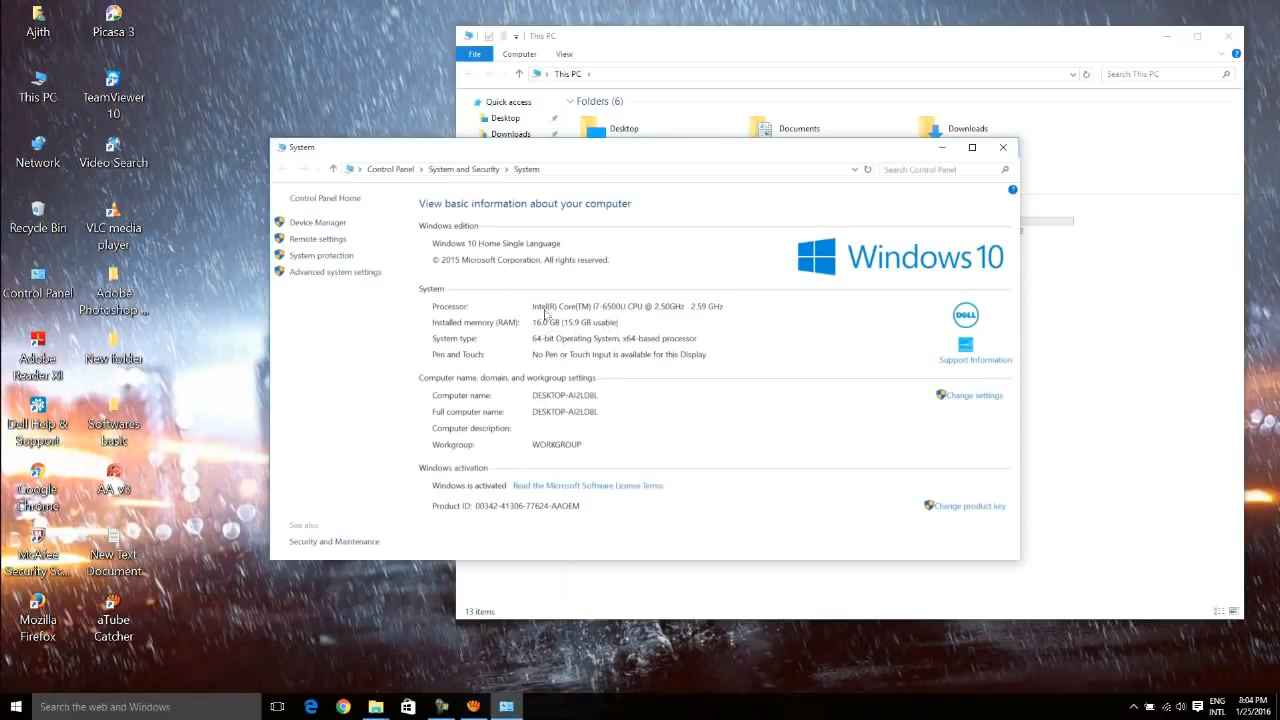 Ajith
Picasa 3
This PC
TeamViewer
10
Network
Video Search
Recycle Bin
VLC media
player
Control Panel
Adobe
Photoshop ...
Adobe
Reader XI
New folder
Dell Help &
Support
Softwares
basic
Google
Chrome
AA v3
McAfee
Security Sc...
New Text
Document...
Mozilla
Firefox
aTube
Catcher
This PC
File
Computer
View
This PC
Search This PC
Quick access
Desktop
Downloads
Folders (6)
Desktop
Documents
Downloads
13 items
System
Control Panel
System and Security
System
Search Control Panel
Control Panel Home
Device Manager
Remote settings
System protection
Advanced system settings
See also
Security and Maintenance
View basic information about your computer
Windows edition
Windows 10 Home Single Language
© 2015 Microsoft Corporation. All rights reserved.
Windows 10
System
Processor: Intel(R) Core(TM) i7-6500U CPU @ 2.50GHz 2.59 GHz
Installed memory (RAM): 16.0 GB (15.9 GB usable)
System type: 64-bit Operating System, x64-based processor
Pen and Touch: No Pen or Touch Input is available for this Display
DELL
Support Information
Computer name, domain, and workgroup settings
Computer name: DESKTOP-AI2LD8L
Change settings
Full computer name: DESKTOP-AI2LD8L
Computer description:
Workgroup: WORKGROUP
Windows activation
Windows is activated Read the Microsoft Software License Terms
Product ID: 00342-41306-77624-AAOEM
Change product key
Search the web and Windows
ENG
INTL
8:04 PM
1/25/2016